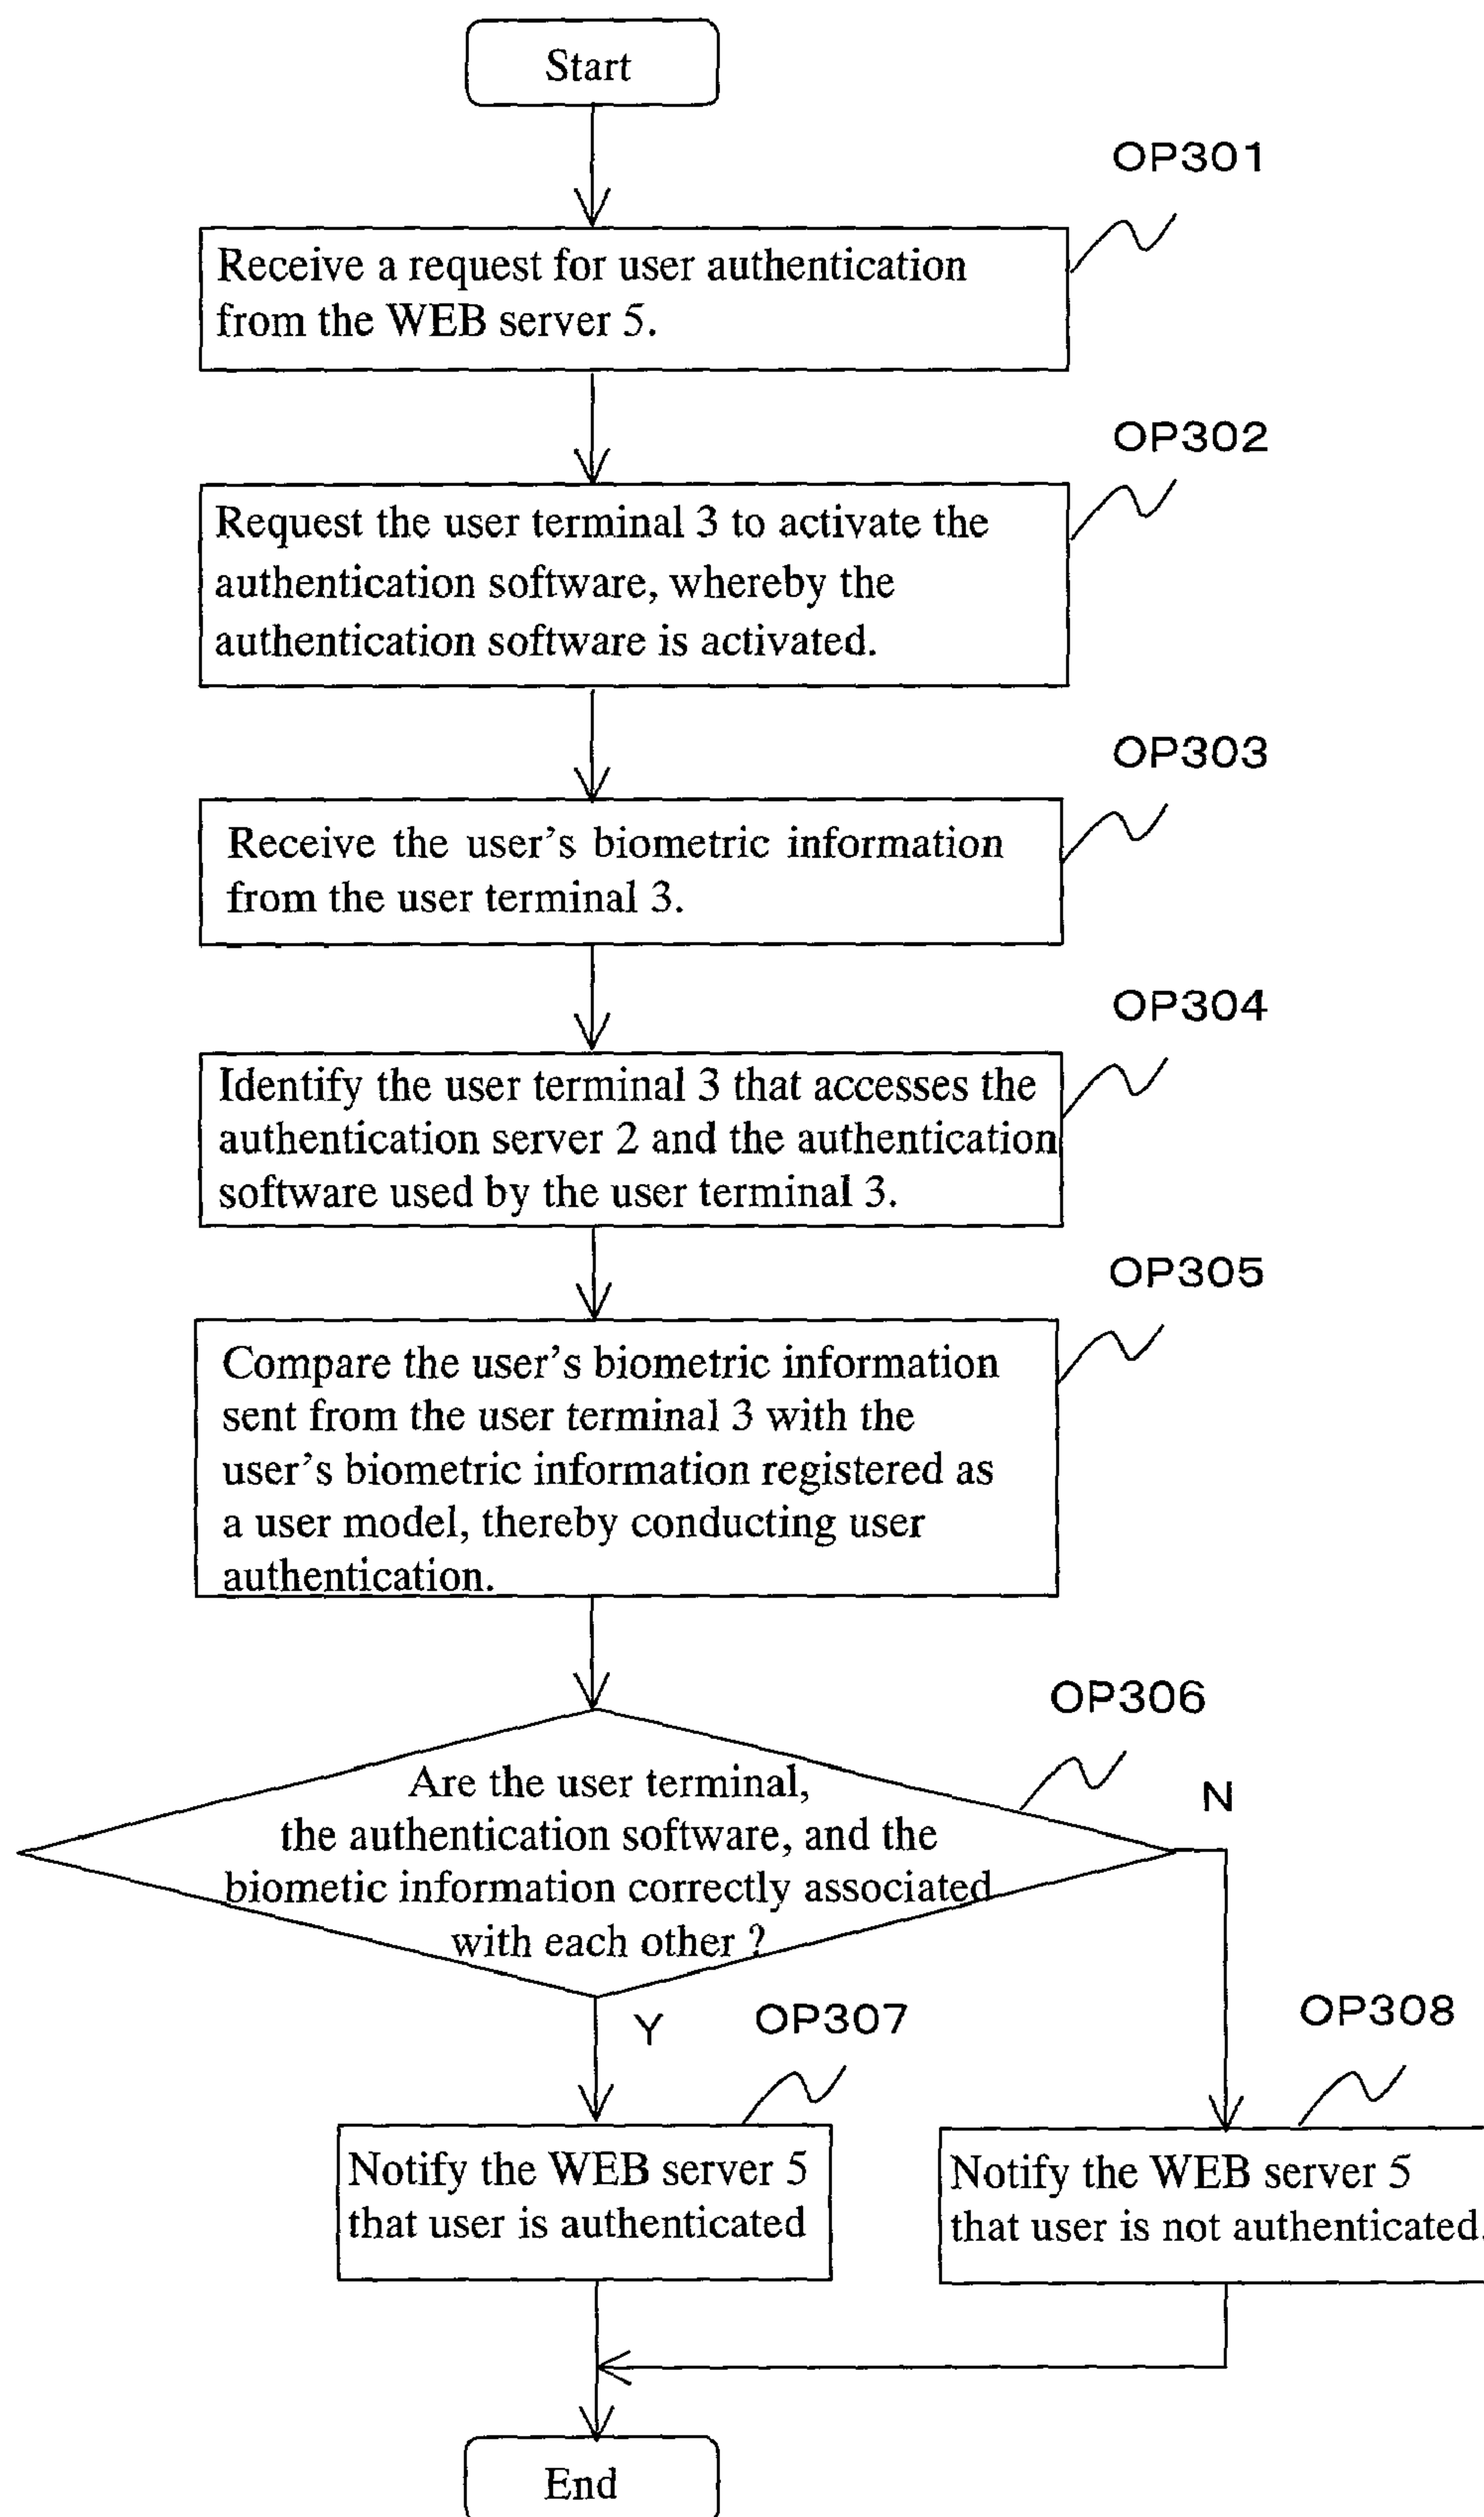 Start
OP301
Receive a request for user authentication
from the WEB server 5.
OP302
Request the user terminal 3 to activate the
authentication software, whereby the
authentication software is activated.
OP303
Receive the user's biometric information
from the user terminal 3.
OP304
Identify the user terminal 3 that accesses the
authentication server 2 and the authentication
software used by the user terminal 3.
OP305
Compare the user's biometric information
sent from the user terminal 3 with the
user's biometric information registered as
a user model, thereby conducting user
authentication.
OP306
Are the user terminal,
the authentication software, and the
biometic information correctly associated
with each other ?
N
Y
OP307
OP308
Notify the WEB server 5
that user is authenticated
Notify the WEB server 5
that user is not authenticated.
End